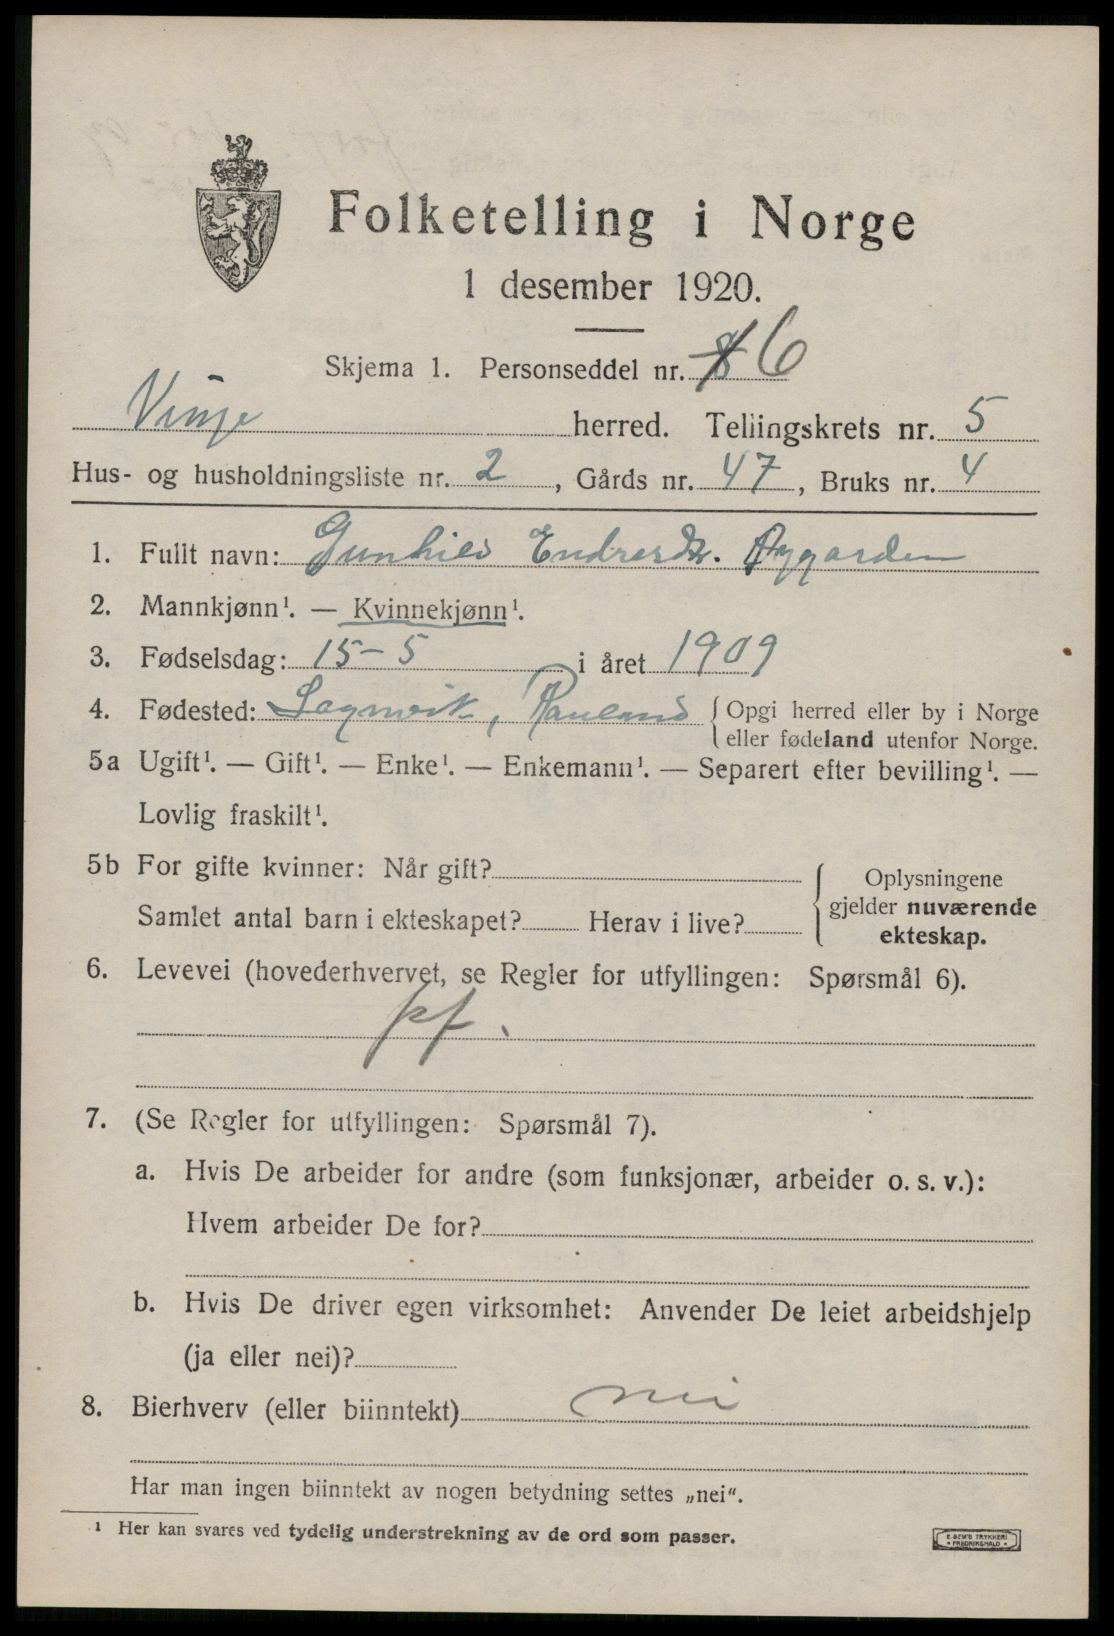 Folketelling i Norge
1 desember 1920.
Skjema 1. Personseddel nr. 6
Vinje herred. Tellingskrets nr. 5
Hus- og husholdningsliste nr. 2, Gårds nr. 47, Bruks nr. 4
1. Fullt navn: Gunhild Endresdtr. Nygarden
2. Mannkjønn¹. — Kvinnekjønn¹.
3. Fødselsdag: 15-5 i året 1909
4. Fødested: Rauland { Opgi herred eller by i Norge
eller fødeland utenfor Norge.
5a Ugift¹. — Gift¹. — Enke¹. — Enkemann¹. — Separert efter bevilling¹. —
Lovlig fraskilt¹.
5b For gifte kvinner: Når gift?
Samlet antal barn i ekteskapet? Herav i live?
{ Oplysningene
gjelder nuværende
ekteskap.
6. Levevei (hovederhvervet, se Regler for utfyllingen: Spørsmål 6).
pf.
7. (Se Regler for utfyllingen: Spørsmål 7).
a. Hvis De arbeider for andre (som funksjonær, arbeider o. s. v.):
Hvem arbeider De for?
b. Hvis De driver egen virksomhet: Anvender De leiet arbeidshjelp
(ja eller nei)?
8. Bierhverv (eller biinntekt) nei
Har man ingen biinntekt av nogen betydning settes „nei“.
¹ Her kan svares ved tydelig understrekning av de ord som passer.
E. SEM'S TRYKKERI
FREDRIKSHALD